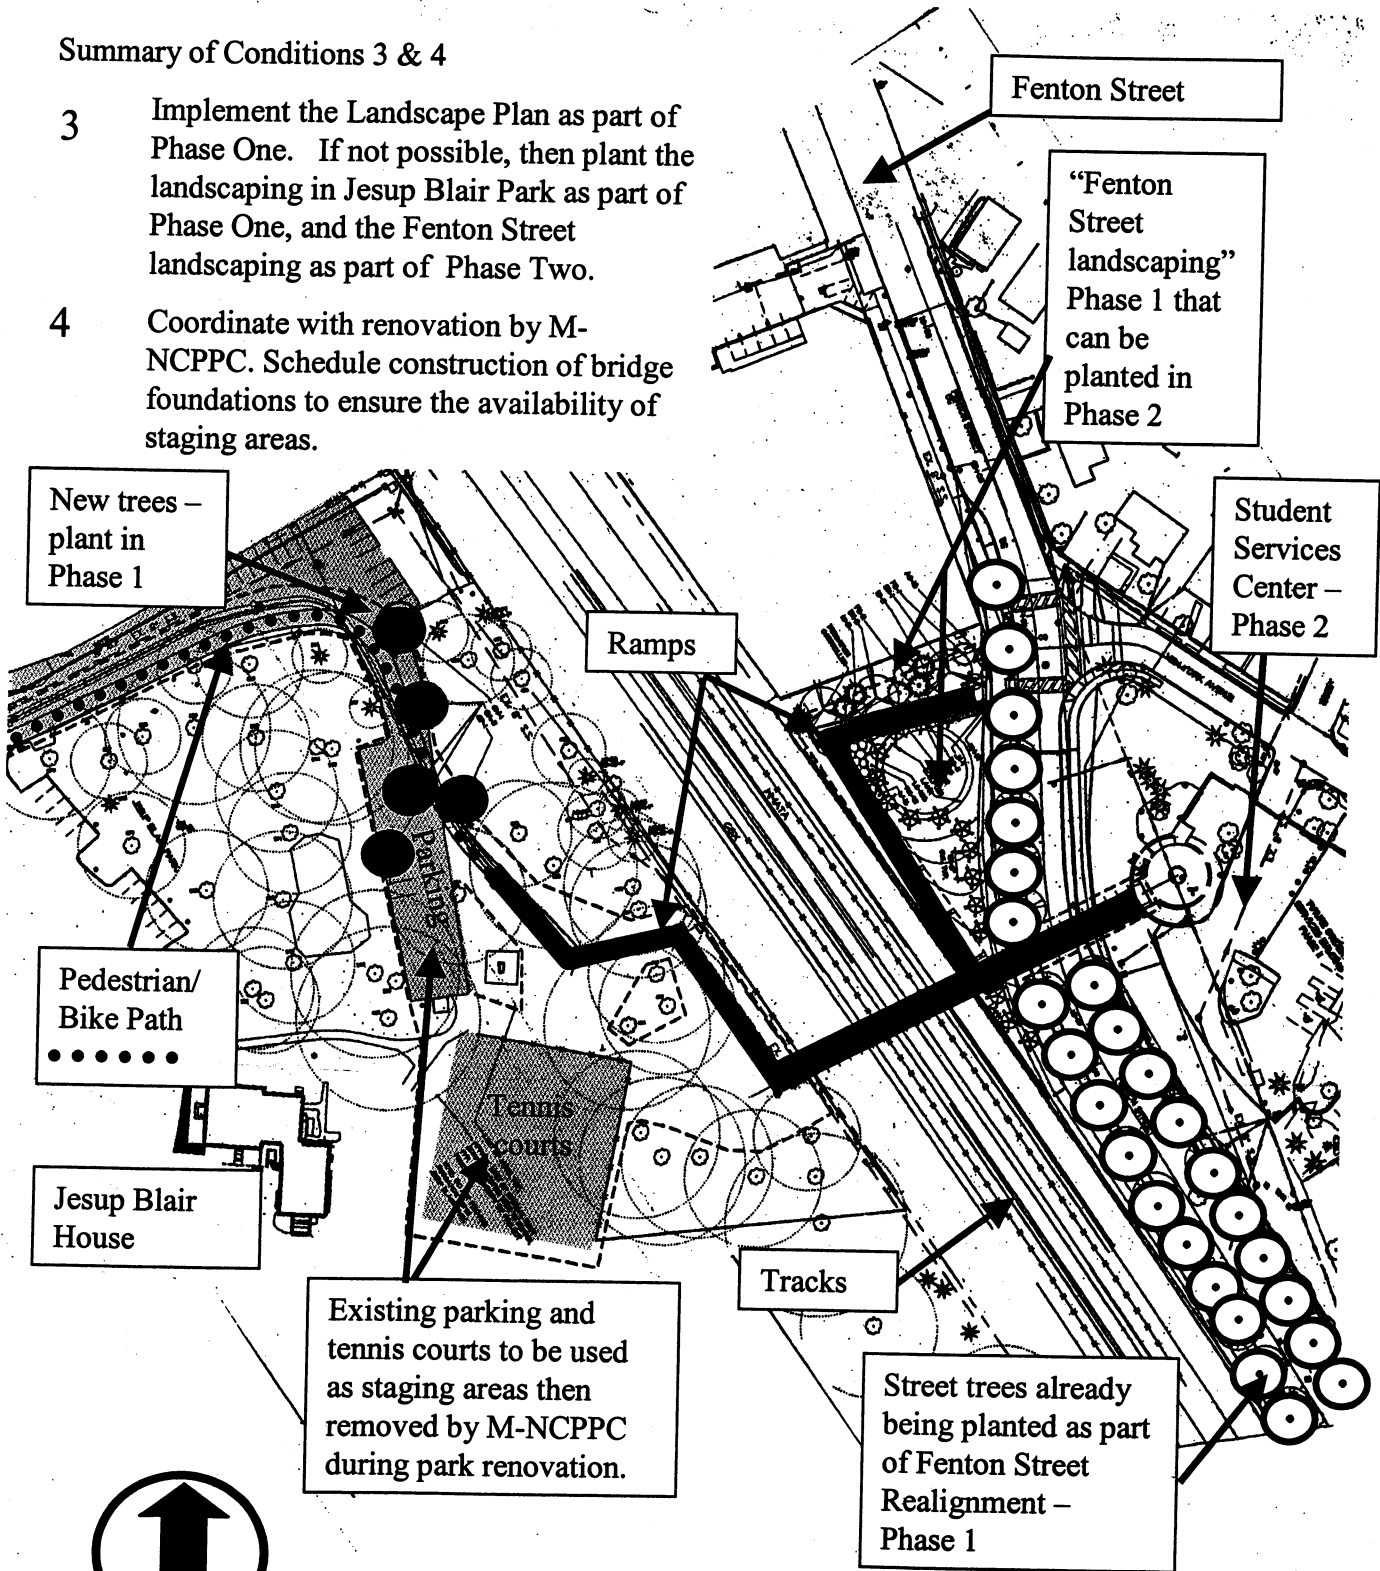 Summary of Conditions 3 & 4
3
Implement the Landscape Plan as part of
Phase One. If not possible, then plant the
landscaping in Jesup Blair Park as part of
Phase One, and the Fenton Street
landscaping as part of Phase Two.
4
Coordinate with renovation by M-
NCPPC. Schedule construction of bridge
foundations to ensure the availability of
staging areas.
Fenton Street
“Fenton
Street
landscaping”
Phase 1 that
can be
planted in
Phase 2
New trees –
plant in
Phase 1
Student
Services
Center –
Phase 2
Ramps
Parking
Pedestrian/
Bike Path
Tennis
courts
Jesup Blair
House
Tracks
Existing parking and
tennis courts to be used
as staging areas then
removed by M-NCPPC
during park renovation.
Street trees already
being planted as part
of Fenton Street
Realignment –
Phase 1